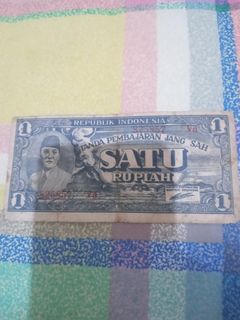 REPUBLIK INDONESIA
1 1
TANDA PEMBAJARAN JANG SAH
SATU
RUPIAH
1 1